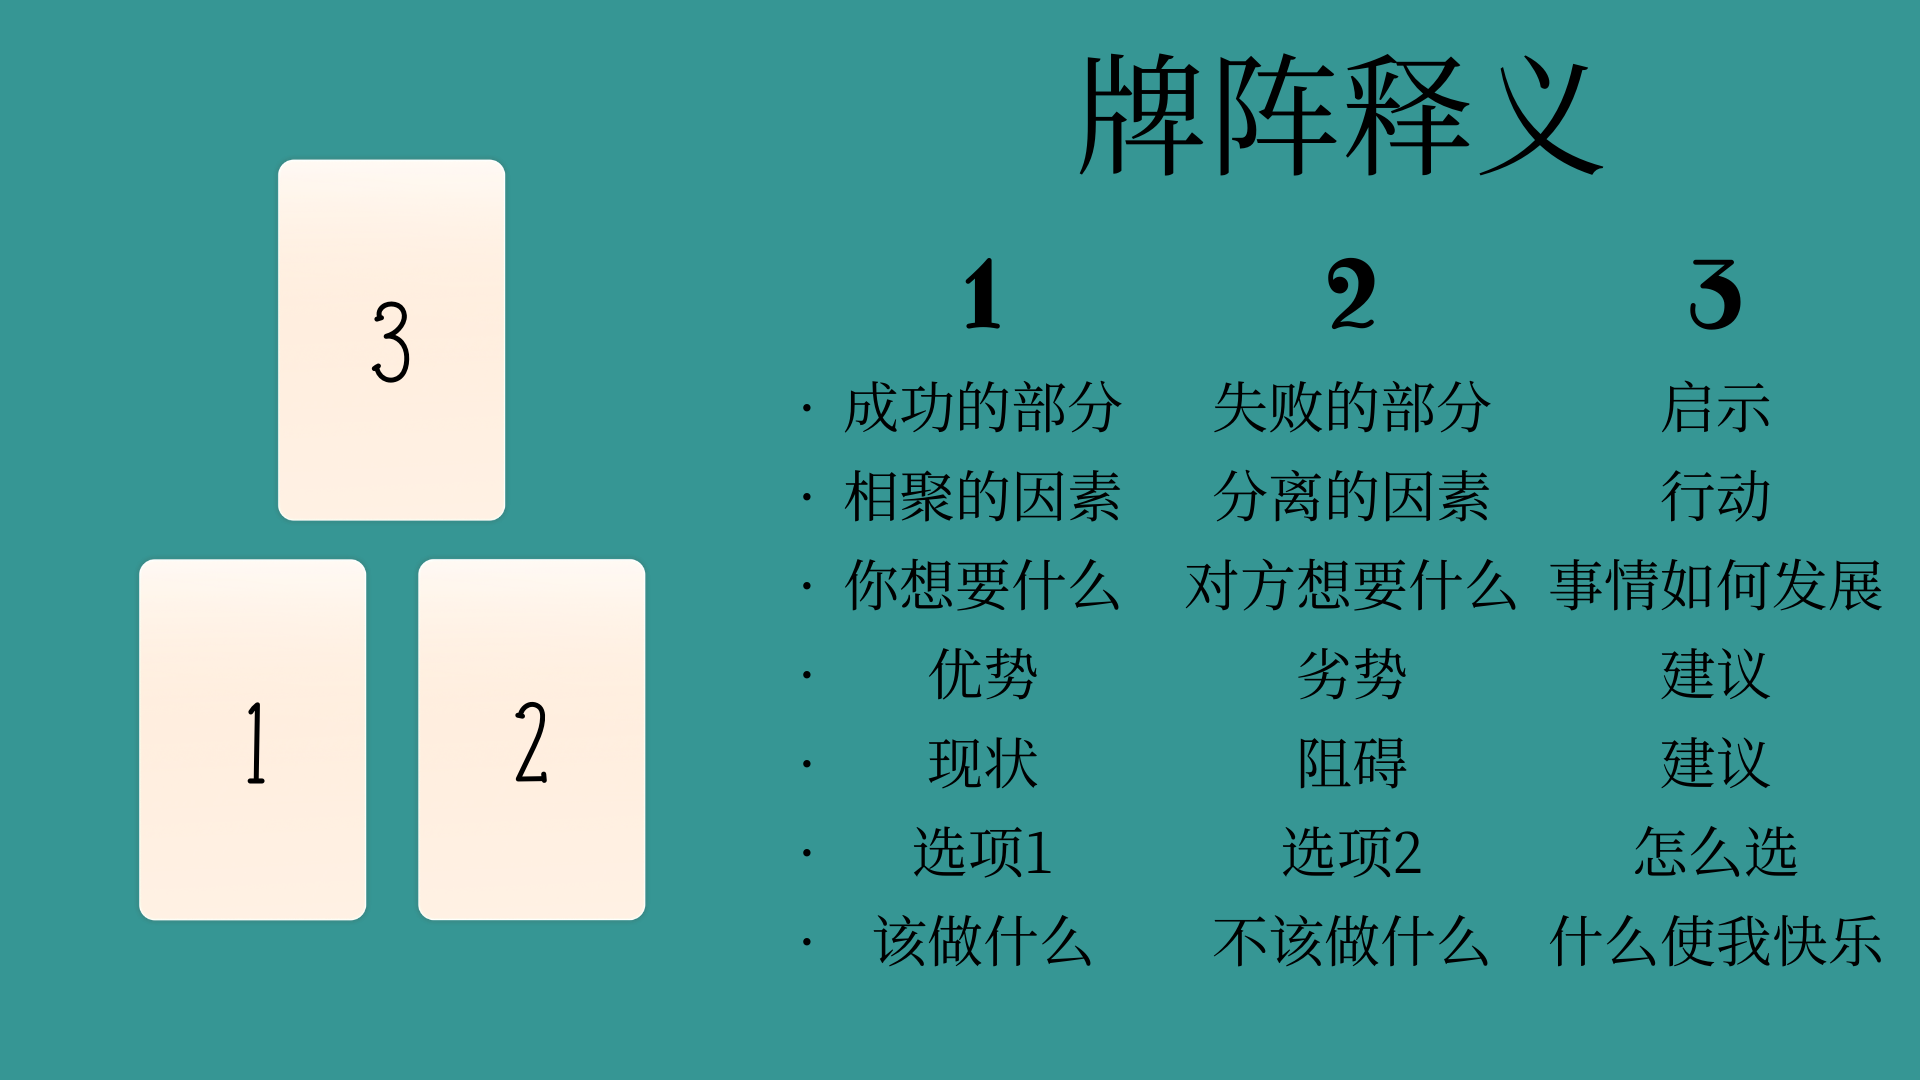 牌阵释义
3
1 2
1 2 3
· 成功的部分 失败的部分 启示
· 相聚的因素 分离的因素 行动
· 你想要什么 对方想要什么 事情如何发展
· 优势 劣势 建议
· 现状 阻碍 建议
· 选项1 选项2 怎么选
· 该做什么 不该做什么 什么使我快乐